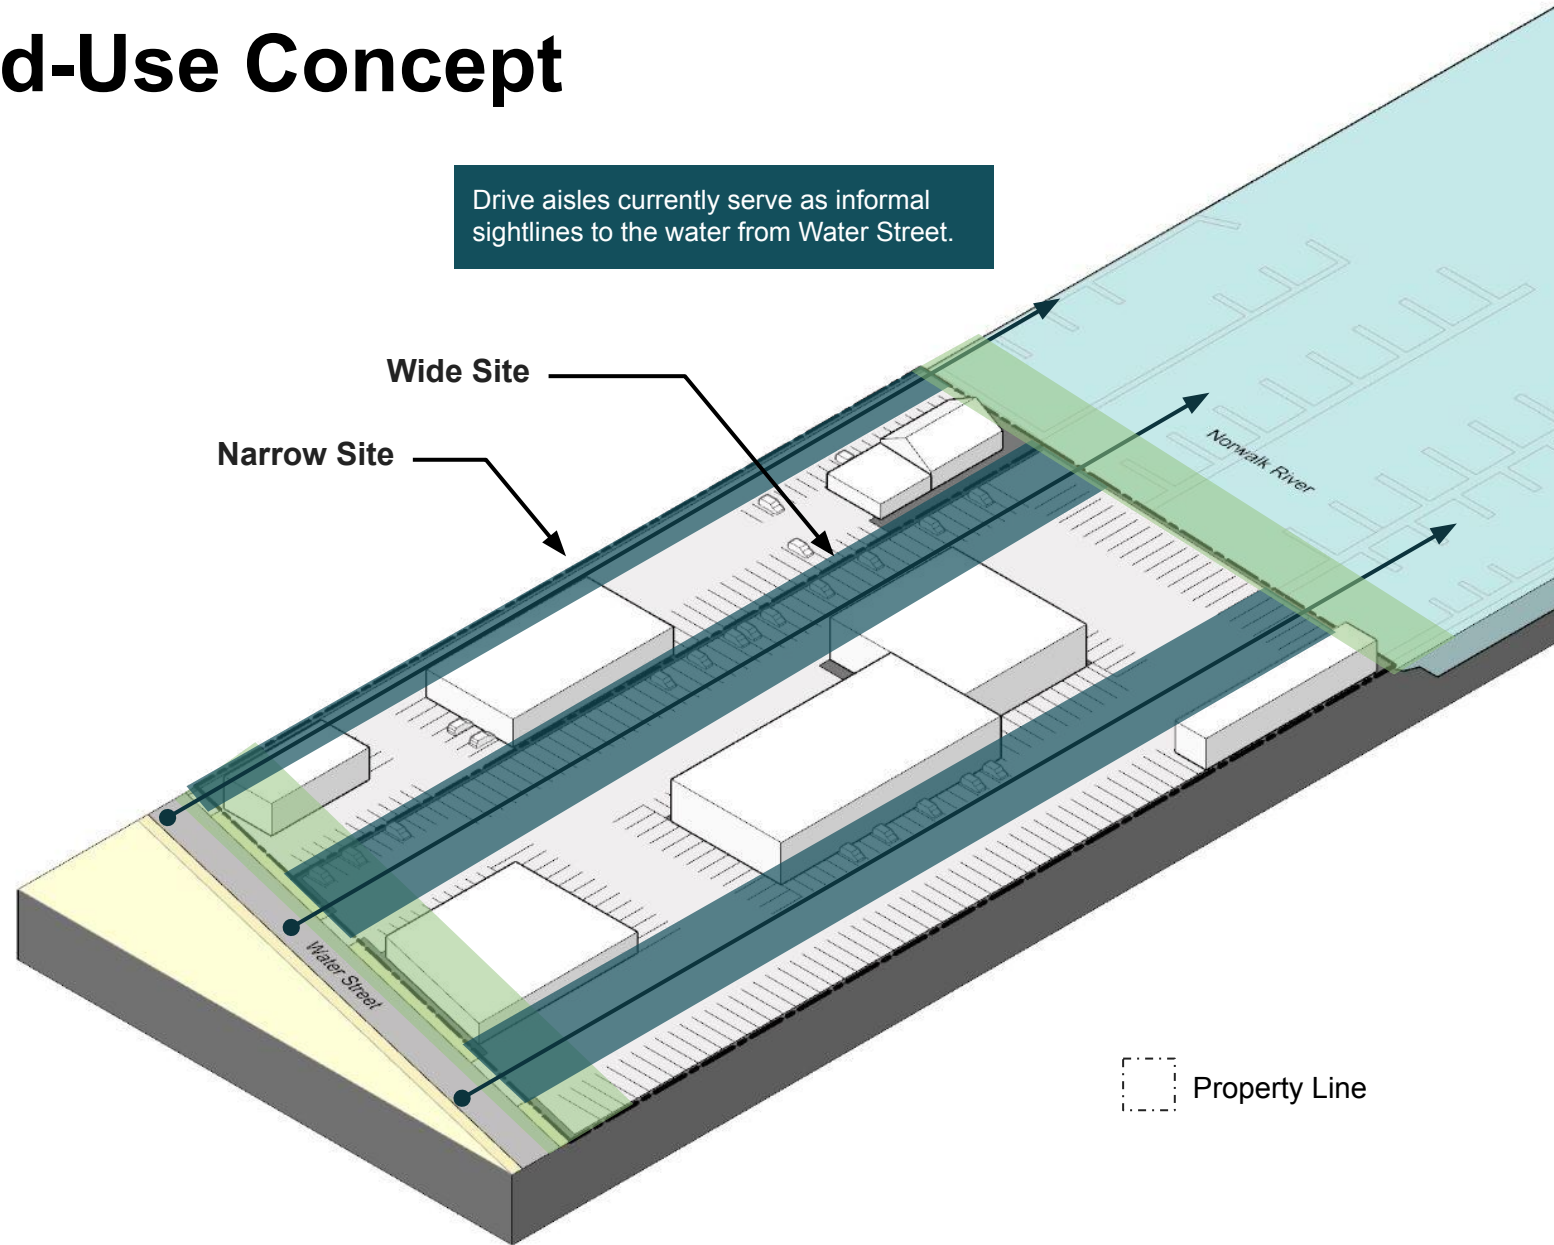 d-Use Concept
Drive aisles currently serve as informal
sightlines to the water from Water Street.
Wide Site
Narrow Site
Norwalk River
Water Street
Property Line